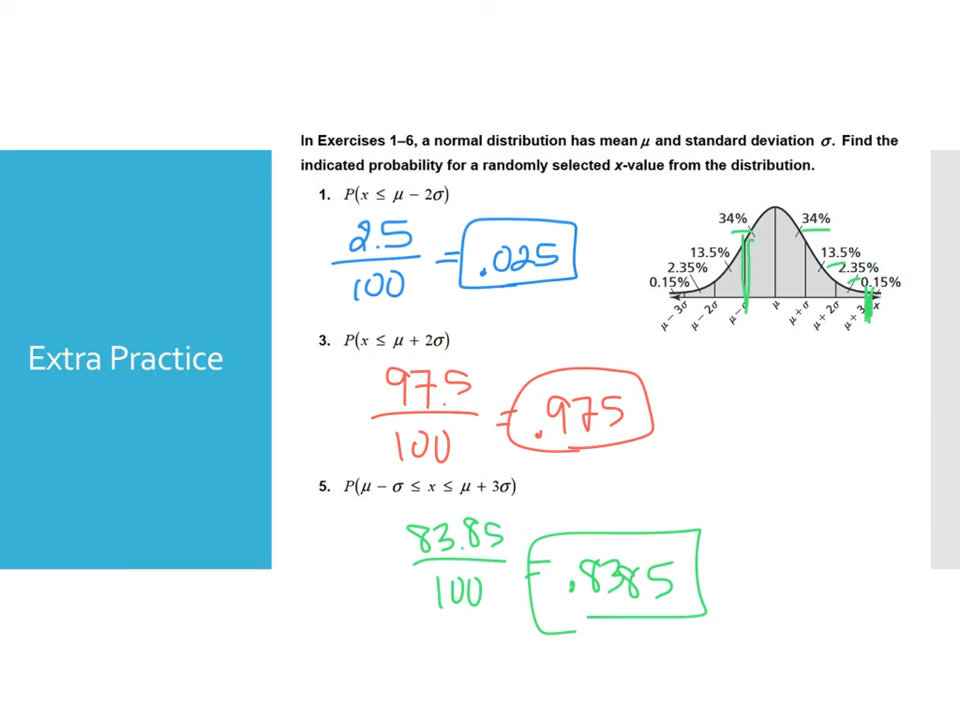 Extra Practice
In Exercises 1–6, a normal distribution has mean μ and standard deviation σ. Find the
indicated probability for a randomly selected x-value from the distribution.
1. P(x ≤ μ − 2σ)
2.5
100
= .025
3. P(x ≤ μ + 2σ)
97.5
100
= .975
5. P(μ − σ ≤ x ≤ μ + 3σ)
83.85
100
= .8385
34% 34%
13.5% 13.5%
2.35% 2.35%
0.15% 0.15%
μ − 3σ μ − 2σ μ − σ μ μ + σ μ + 2σ μ + 3 x